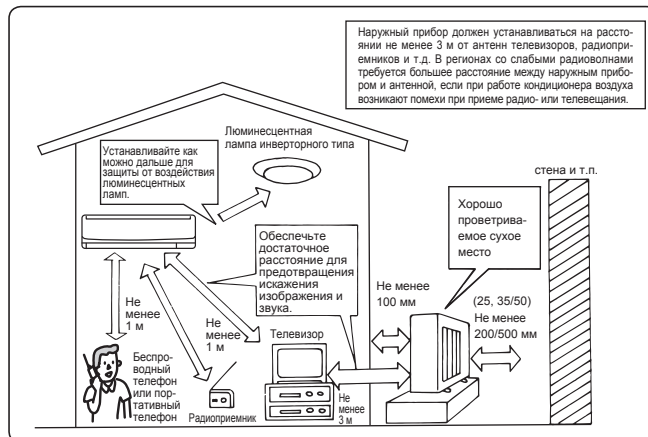 Наружный прибор должен устанавливаться на рассто-
янии не менее 3 м от антенн телевизоров, радиопри-
емников и т.д. В регионах со слабыми радиоволнами
требуется большее расстояние между наружным прибо-
ром и антенной, если при работе кондиционера воздуха
возникают помехи при приеме радио- или телевещания.
Люминесцентная
лампа инверторного типа
Устанавливайте как
можно дальше для
защиты от воздействия
люминесцентных
ламп.
стена и т.п.
Хорошо
проветрива-
емое сухое
место
Обеспечьте
достаточное
расстояние для
предотвращения
искажения
изображения и
звука.
Не менее
100 мм
(25, 35/50)
Не менее
200/500 мм
Не
менее
1 м
Не
менее
1 м
Телевизор
Беспро-
водный
телефон
или пор-
тативный
телефон
Радиоприемник
Не
менее
3 м